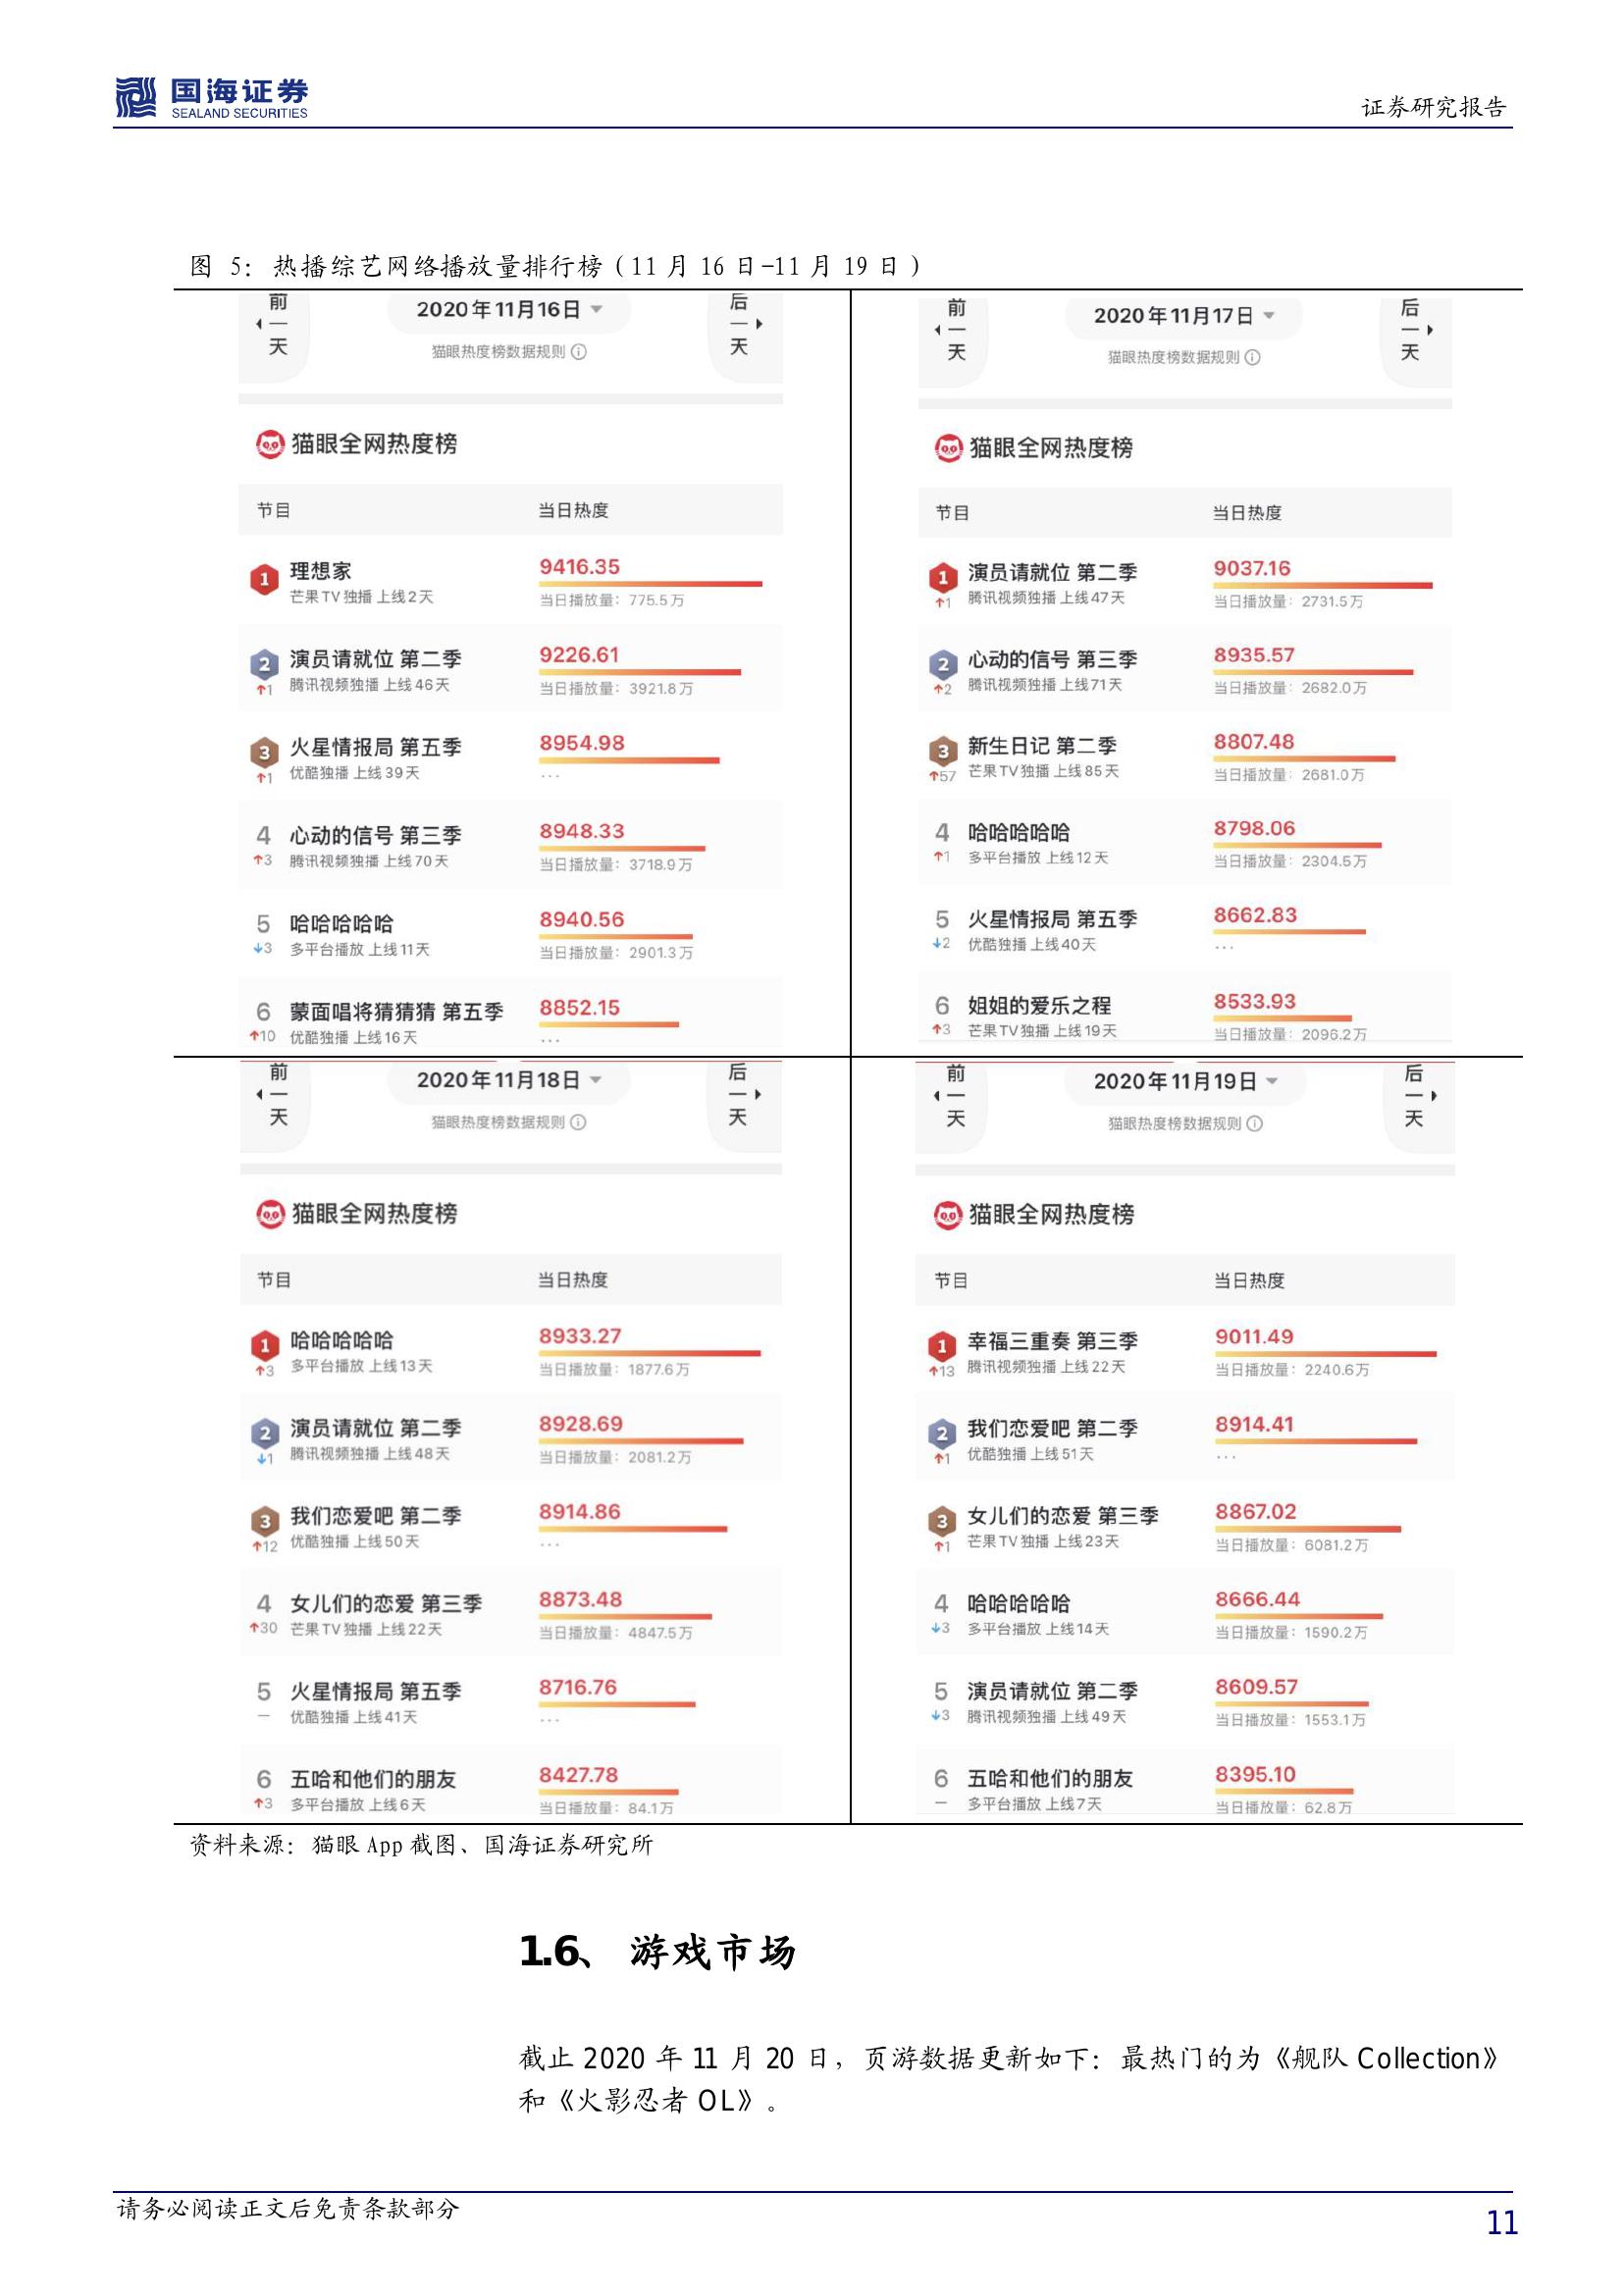 国海证券
SEALAND SECURITIES
证券研究报告
图 5：热播综艺网络播放量排行榜（11 月 16 日-11 月 19 日）
前一天
2020年11月16日
后一天
猫眼热度榜数据规则
猫眼全网热度榜
节目 当日热度
1 理想家 9416.35
芒果TV独播 上线2天 当日播放量：775.5万
2 演员请就位 第二季 9226.61
↑1 腾讯视频独播 上线46天 当日播放量：3921.8万
3 火星情报局 第五季 8954.98
↑1 优酷独播 上线39天 ...
4 心动的信号 第三季 8948.33
↑3 腾讯视频独播 上线70天 当日播放量：3718.9万
5 哈哈哈哈哈 8940.56
↓3 多平台播放 上线11天 当日播放量：2901.3万
6 蒙面唱将猜猜猜 第五季 8852.15
↑10 优酷独播 上线16天 ...
前一天
2020年11月17日
后一天
猫眼热度榜数据规则
猫眼全网热度榜
节目 当日热度
1 演员请就位 第二季 9037.16
↑1 腾讯视频独播 上线47天 当日播放量：2731.5万
2 心动的信号 第三季 8935.57
↑2 腾讯视频独播 上线71天 当日播放量：2682.0万
3 新生日记 第二季 8807.48
↑57 芒果TV独播 上线85天 当日播放量：2681.0万
4 哈哈哈哈哈 8798.06
↑1 多平台播放 上线12天 当日播放量：2304.5万
5 火星情报局 第五季 8662.83
↓2 优酷独播 上线40天 ...
6 姐姐的爱乐之程 8533.93
↑3 芒果TV独播 上线19天 当日播放量：2096.2万
前一天
2020年11月18日
后一天
猫眼热度榜数据规则
猫眼全网热度榜
节目 当日热度
1 哈哈哈哈哈 8933.27
↑3 多平台播放 上线13天 当日播放量：1877.6万
2 演员请就位 第二季 8928.69
↓1 腾讯视频独播 上线48天 当日播放量：2081.2万
3 我们恋爱吧 第二季 8914.86
↑12 优酷独播 上线50天 ...
4 女儿们的恋爱 第三季 8873.48
↑30 芒果TV独播 上线22天 当日播放量：4847.5万
5 火星情报局 第五季 8716.76
— 优酷独播 上线41天 ...
6 五哈和他们的朋友 8427.78
↑3 多平台播放 上线6天 当日播放量：84.1万
前一天
2020年11月19日
后一天
猫眼热度榜数据规则
猫眼全网热度榜
节目 当日热度
1 幸福三重奏 第三季 9011.49
↑13 腾讯视频独播 上线22天 当日播放量：2240.6万
2 我们恋爱吧 第二季 8914.41
↑1 优酷独播 上线51天 ...
3 女儿们的恋爱 第三季 8867.02
↑1 芒果TV独播 上线23天 当日播放量：6081.2万
4 哈哈哈哈哈 8666.44
↓3 多平台播放 上线14天 当日播放量：1590.2万
5 演员请就位 第二季 8609.57
↓3 腾讯视频独播 上线49天 当日播放量：1553.1万
6 五哈和他们的朋友 8395.10
— 多平台播放 上线7天 当日播放量：62.8万
资料来源：猫眼 App 截图、国海证券研究所
1.6、 游戏市场
截止 2020 年 11 月 20 日，页游数据更新如下：最热门的为《舰队 Collection》
和《火影忍者 OL》。
请务必阅读正文后免责条款部分
11